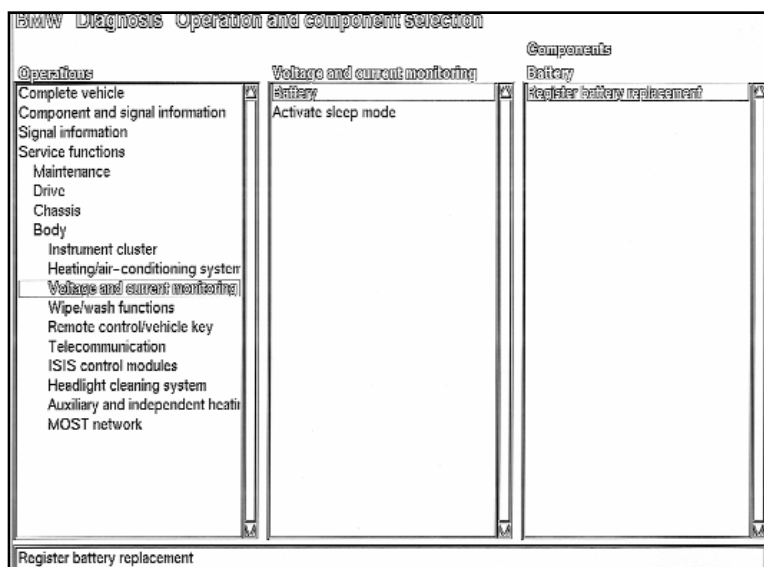 BMW Diagnosis Operation and component selection
Components
Operations
Voltage and current monitoring
Battery
Complete vehicle
Component and signal information
Signal information
Service functions
Maintenance
Drive
Chassis
Body
Instrument cluster
Heating/air-conditioning system
Voltage and current monitoring
Wipe/wash functions
Remote control/vehicle key
Telecommunication
ISIS control modules
Headlight cleaning system
Auxiliary and independent heatin
MOST network
Battery
Activate sleep mode
Register battery replacement
Register battery replacement